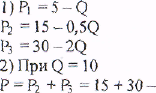 1) P₁ = 5 – Q
P₂ = 15 – 0,5Q
P₃ = 30 – 2Q
2) При Q = 10
P = P₂ + P₃ = 15 + 30 –